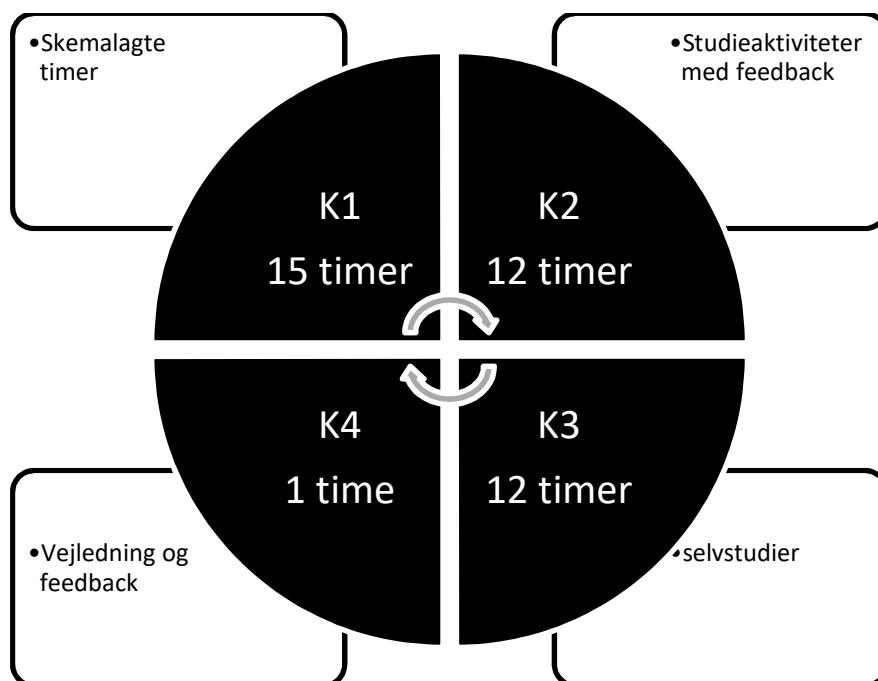 •Skemalagte
timer
•Studieaktiviteter
med feedback
K1
15 timer
K2
12 timer
K4
1 time
K3
12 timer
•Vejledning og
feedback
•selvstudier